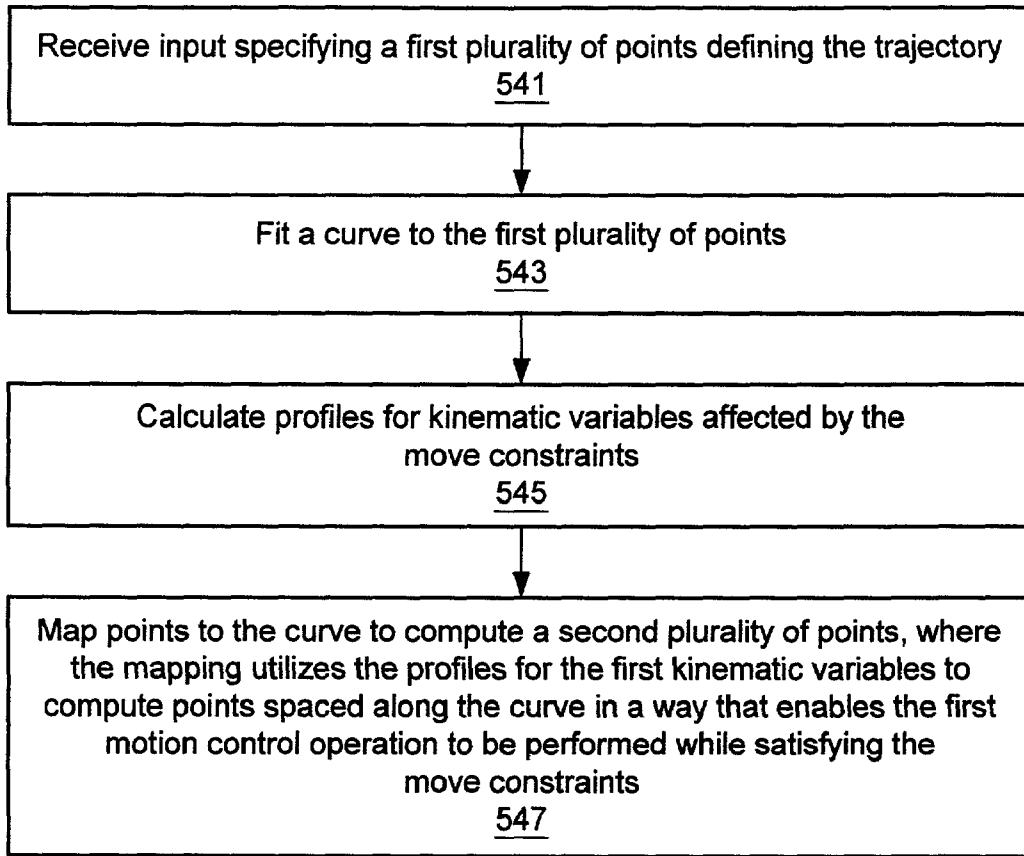 Receive input specifying a first plurality of points defining the trajectory
541
Fit a curve to the first plurality of points
543
Calculate profiles for kinematic variables affected by the
move constraints
545
Map points to the curve to compute a second plurality of points, where
the mapping utilizes the profiles for the first kinematic variables to
compute points spaced along the curve in a way that enables the first
motion control operation to be performed while satisfying the
move constraints
547